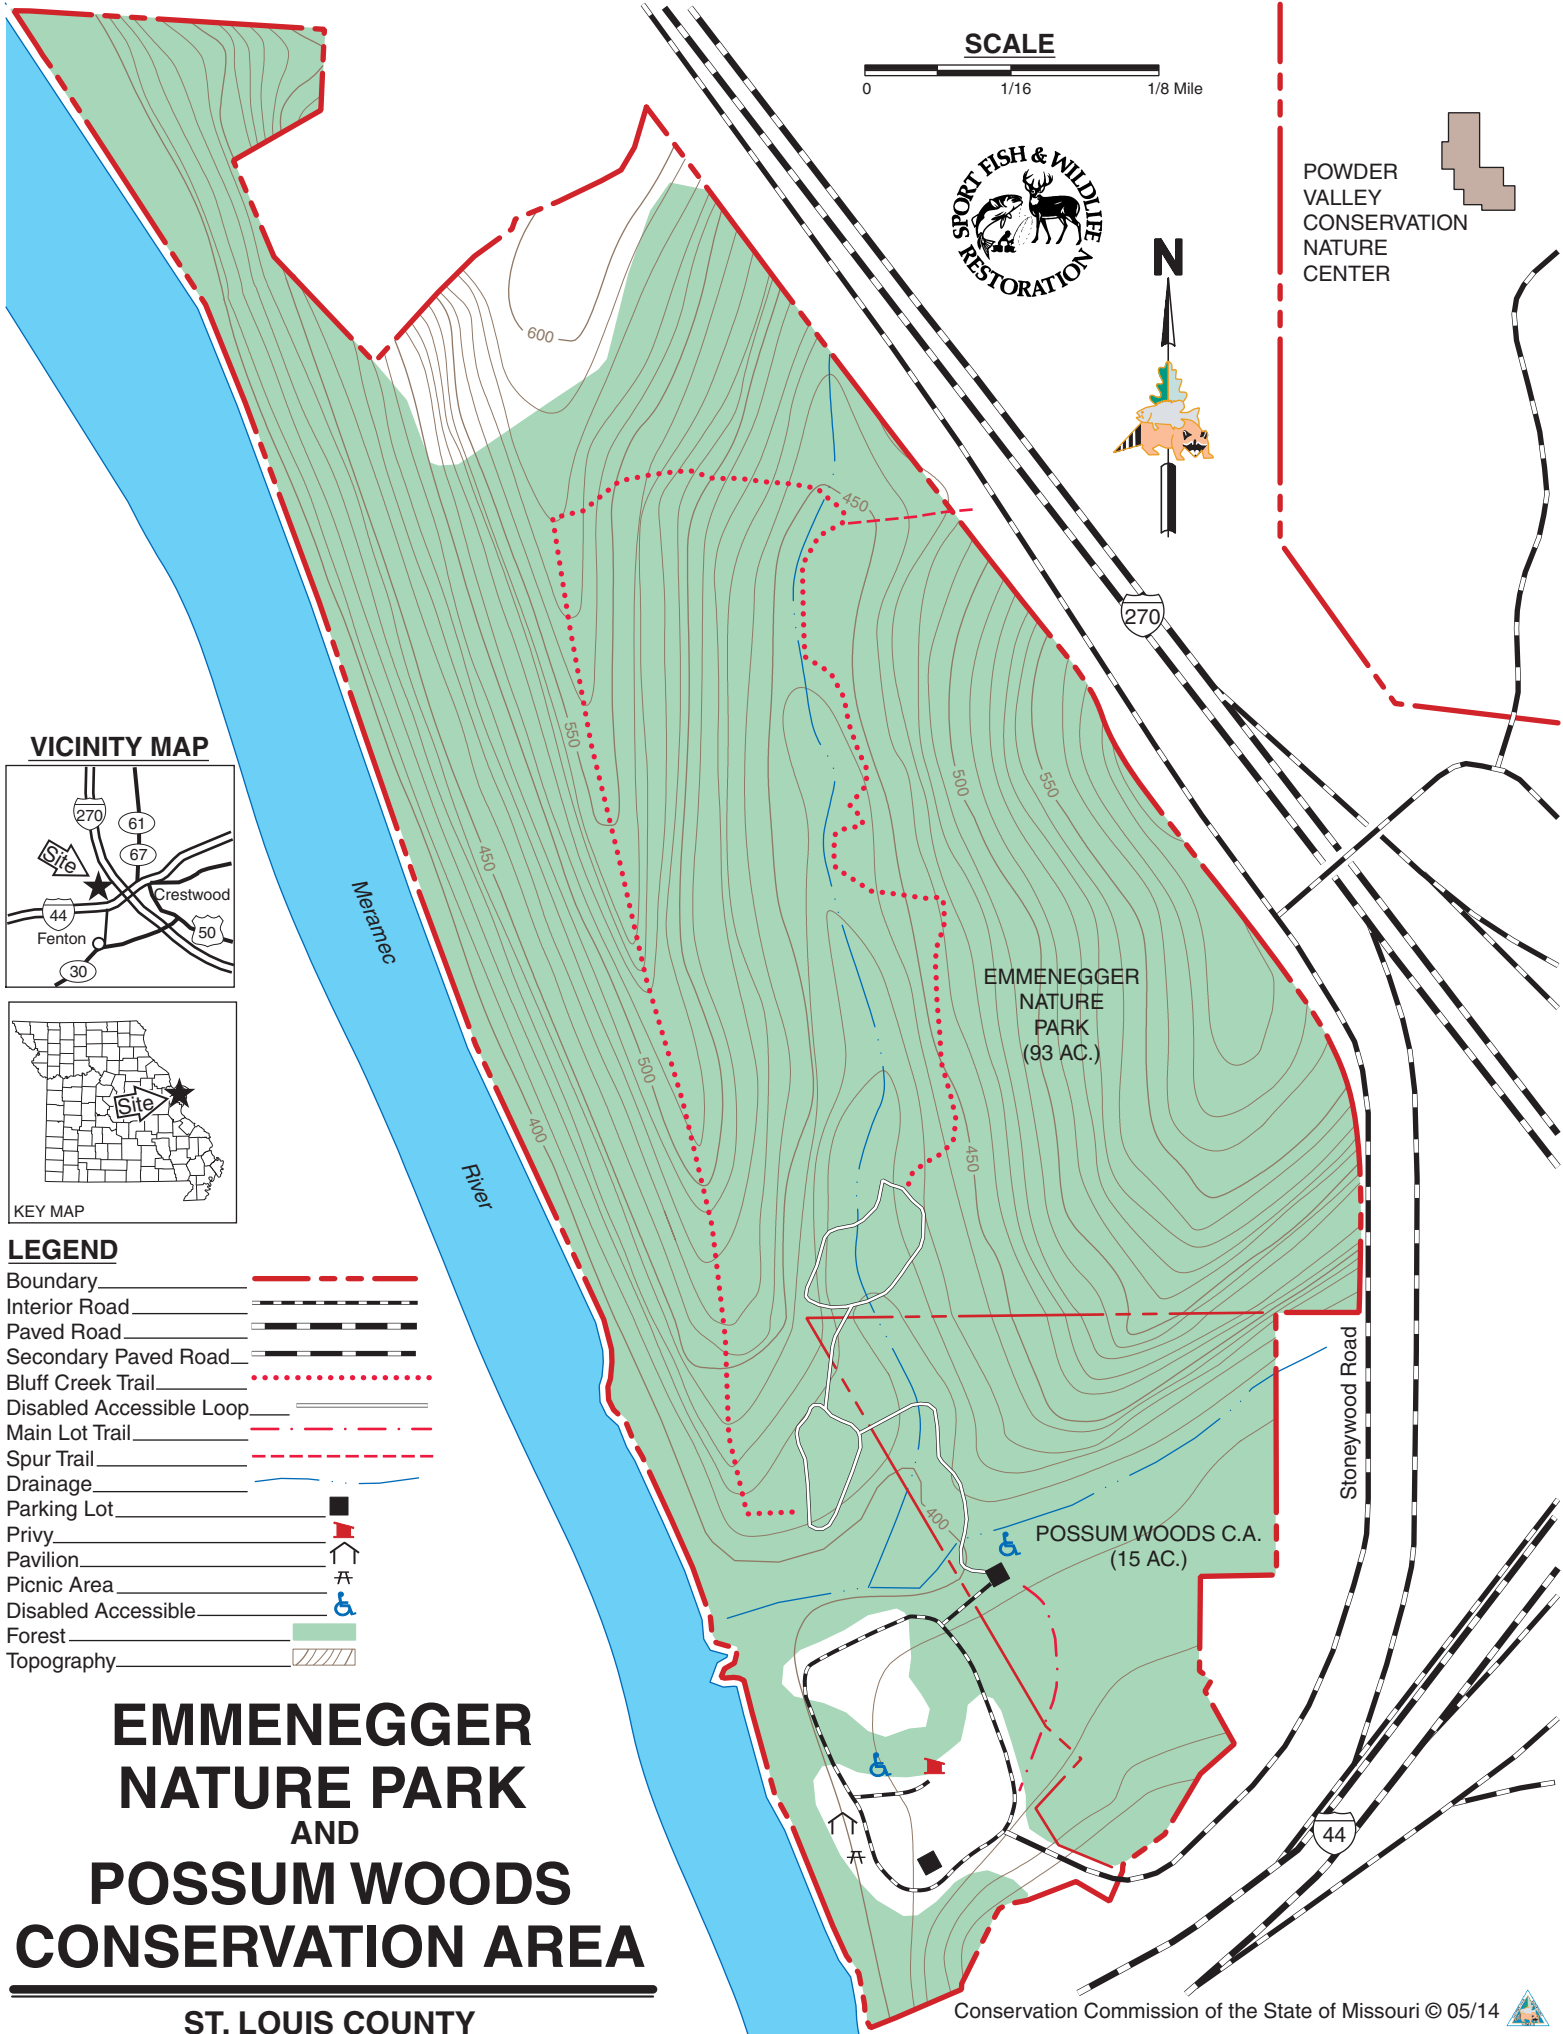 SCALE
0 1/16 1/8 Mile
SPORT FISH & WILDLIFE
RESTORATION
N
POWDER
VALLEY
CONSERVATION
NATURE
CENTER
600
450
270
550
500
550
450
VICINITY MAP
270
61
67
Site
Crestwood
44
50
Fenton
30
Meramec
River
EMMENEGGER
NATURE
PARK
(93 AC.)
500
400
450
Site
KEY MAP
LEGEND
Boundary
Interior Road
Paved Road
Secondary Paved Road
Bluff Creek Trail
Disabled Accessible Loop
Main Lot Trail
Spur Trail
Drainage
Parking Lot
Privy
Pavilion
Picnic Area
Disabled Accessible
Forest
Topography
Stoneywood Road
400
POSSUM WOODS C.A.
(15 AC.)
44
EMMENEGGER
NATURE PARK
AND
POSSUM WOODS
CONSERVATION AREA
ST. LOUIS COUNTY
Conservation Commission of the State of Missouri © 05/14